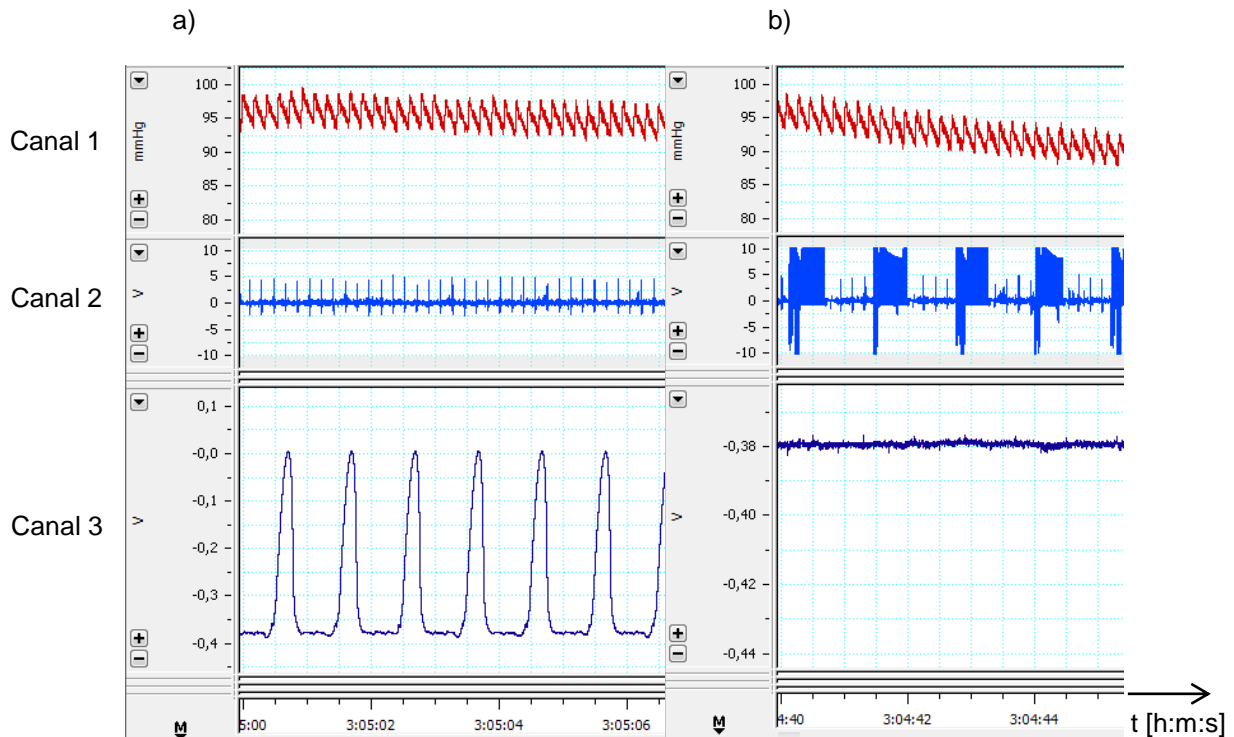 a)
b)
Canal 1
mmHg
100
95
90
85
80
mmHg
100
95
90
85
80
Canal 2
V
10
5
0
-5
-10
V
10
5
0
-5
-10
Canal 3
V
0,1
-0,0
-0,1
-0,2
-0,3
-0,4
V
-0,38
-0,40
-0,42
-0,44
M
5:00 3:05:02 3:05:04 3:05:06
M
4:40 3:04:42 3:04:44
t [h:m:s]